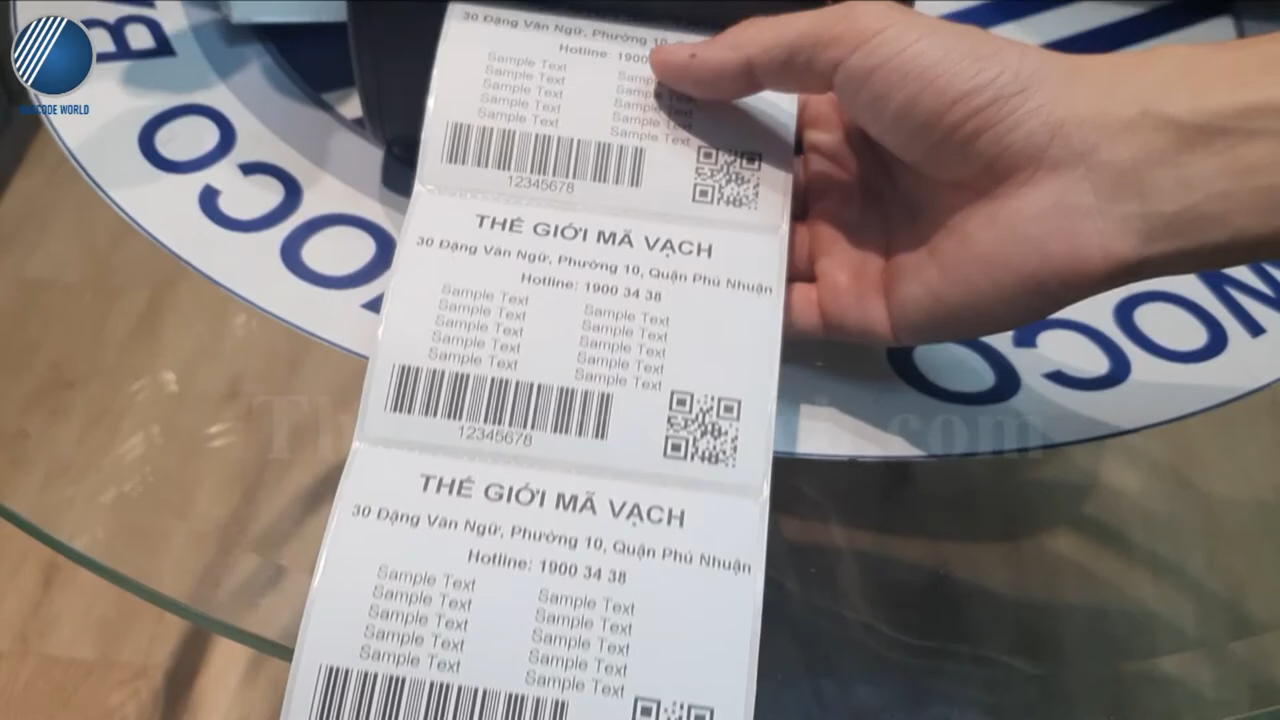 BARCODE WORLD
30 Đặng Văn Ngữ, Phường 10
Hotline: 1900
Sample Text
Sample Text
Sample Text
Sample Text
Sample Text
Sample Text
12345678
THẾ GIỚI MÃ VẠCH
30 Đặng Văn Ngữ, Phường 10, Quận Phú Nhuận
Hotline: 1900 34 38
Sample Text Sample Text
Sample Text Sample Text
Sample Text Sample Text
Sample Text Sample Text
Sample Text Sample Text
12345678
THẾ GIỚI MÃ VẠCH
30 Đặng Văn Ngữ, Phường 10, Quận Phú Nhuận
Hotline: 1900 34 38
Sample Text Sample Text
Sample Text Sample Text
Sample Text Sample Text
Sample Text Sample Text
Sample Text Sample Text
.com